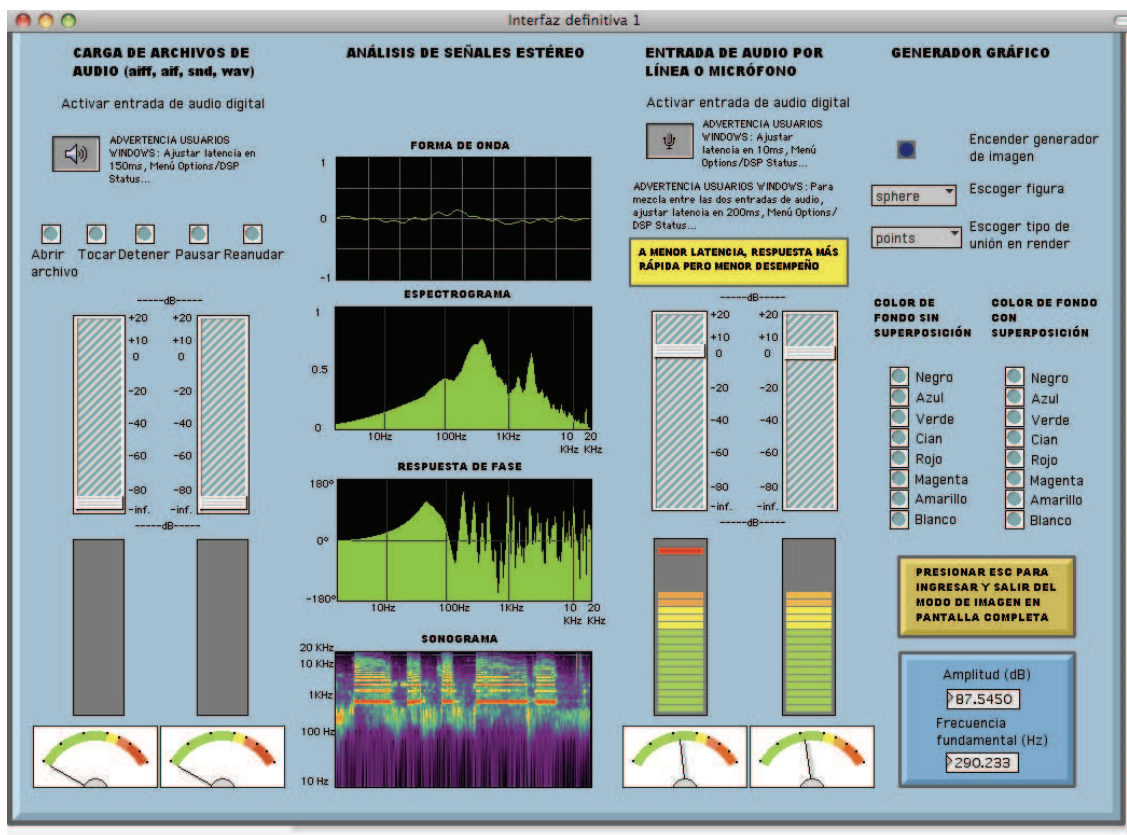 Interfaz definitiva 1
CARGA DE ARCHIVOS DE
AUDIO (aiff, aif, snd, wav)
Activar entrada de audio digital
ADVERTENCIA USUARIOS
WINDOWS: Ajustar latencia en
150ms, Menú Options/DSP
Status...
Abrir
archivo
Tocar
Detener
Pausar
Reanudar
-----dB-----
+20 +20
+10 +10
0 0
-20 -20
-40 -40
-60 -60
-80 -80
-inf. -inf.
-----dB-----
ANÁLISIS DE SEÑALES ESTÉREO
FORMA DE ONDA
1
0
-1
ESPECTROGRAMA
1
0.5
0
10Hz 100Hz 1KHz 10 20
KHz KHz
RESPUESTA DE FASE
180º
0º
-180º
10Hz 100Hz 1KHz 10 20
KHz KHz
SONOGRAMA
20 KHz
10 KHz
1KHz
100 Hz
10 Hz
ENTRADA DE AUDIO POR
LÍNEA O MICRÓFONO
Activar entrada de audio digital
ADVERTENCIA USUARIOS
WINDOWS: Ajustar
latencia en 10ms, Menú
Options/DSP Status...
ADVERTENCIA USUARIOS WINDOWS: Para
mezcla entre las dos entradas de audio,
ajustar latencia en 200ms, Menú Options/
DSP Status...
A MENOR LATENCIA, RESPUESTA MÁS
RÁPIDA PERO MENOR DESEMPEÑO
-----dB-----
+20 +20
+10 +10
0 0
-20 -20
-40 -40
-60 -60
-80 -80
-inf. -inf.
-----dB-----
GENERADOR GRÁFICO
Encender generador
de imagen
sphere
Escoger figura
points
Escoger tipo de
unión en render
COLOR DE
FONDO SIN
SUPERPOSICIÓN
Negro
Azul
Verde
Cian
Rojo
Magenta
Amarillo
Blanco
COLOR DE FONDO
CON
SUPERPOSICIÓN
Negro
Azul
Verde
Cian
Rojo
Magenta
Amarillo
Blanco
PRESIONAR ESC PARA
INGRESAR Y SALIR DEL
MODO DE IMAGEN EN
PANTALLA COMPLETA
Amplitud (dB)
87.5450
Frecuencia
fundamental (Hz)
290.233